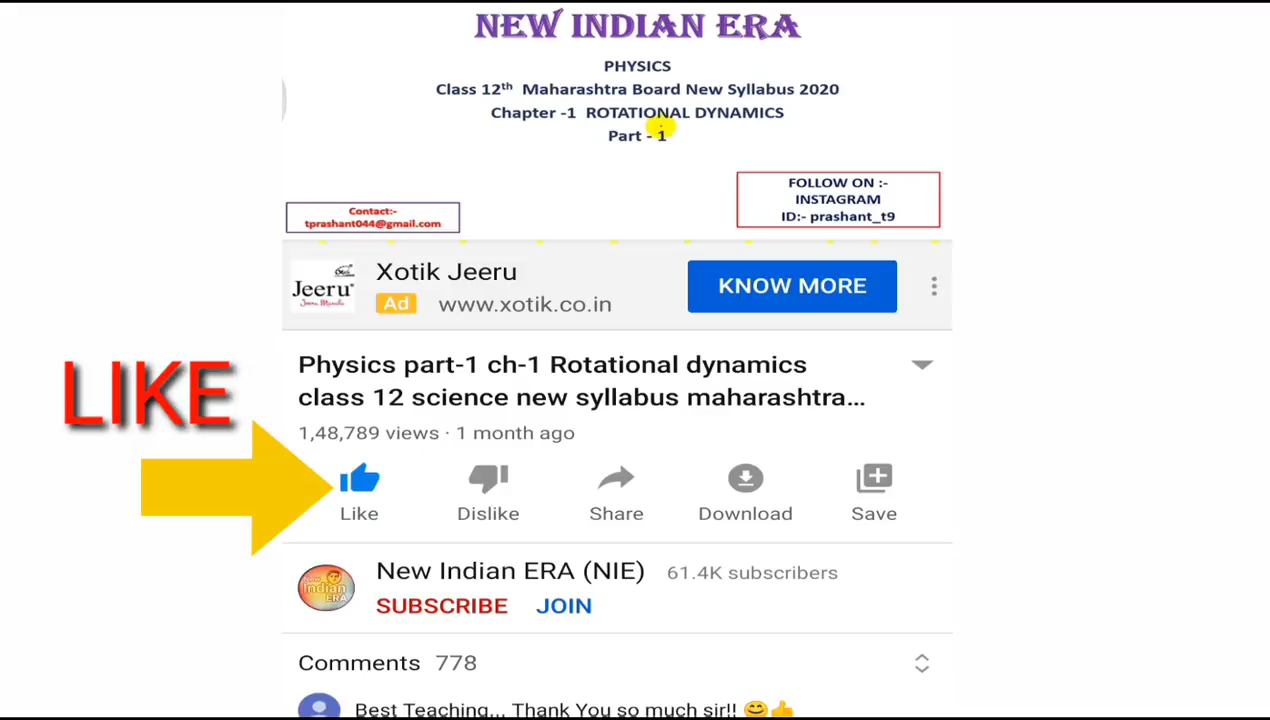 NEW INDIAN ERA
PHYSICS
Class 12th Maharashtra Board New Syllabus 2020
Chapter -1 ROTATIONAL DYNAMICS
Part - 1
FOLLOW ON :-
INSTAGRAM
ID:- prashant_t9
Contact:-
tprashant044@gmail.com
Jeeru
Xotik Jeeru
KNOW MORE
Ad www.xotik.co.in
LIKE
Physics part-1 ch-1 Rotational dynamics
class 12 science new syllabus maharashtra...
1,48,789 views · 1 month ago
Like Dislike Share Download Save
New Indian ERA
New Indian ERA (NIE) 61.4K subscribers
SUBSCRIBE JOIN
Comments 778
Best Teaching... Thank You so much sir!! 😊👍